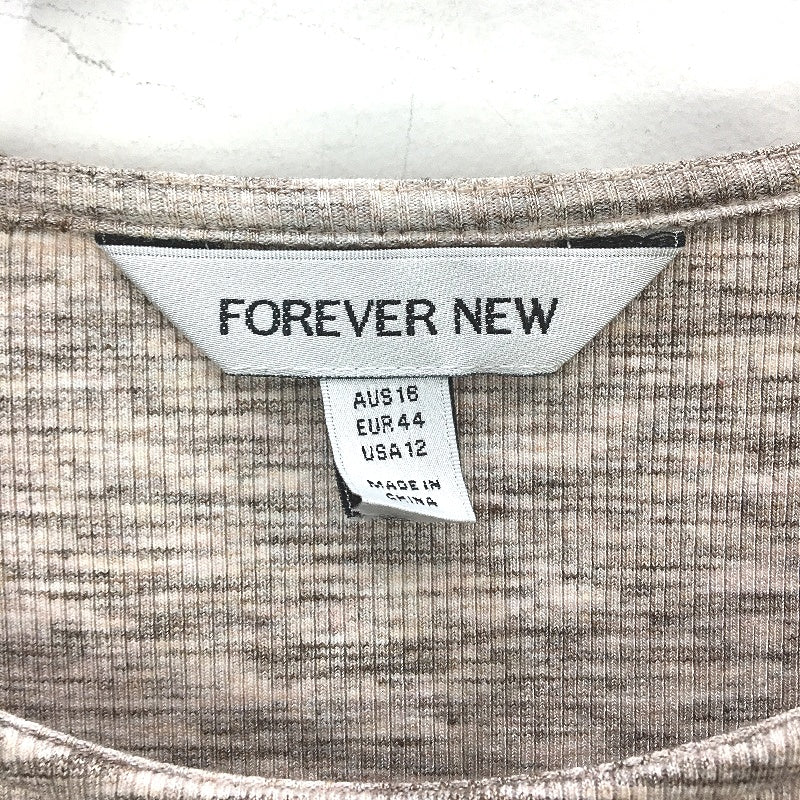 FOREVER NEW
AUS16
EUR44
USA12
MADE IN
CHINA